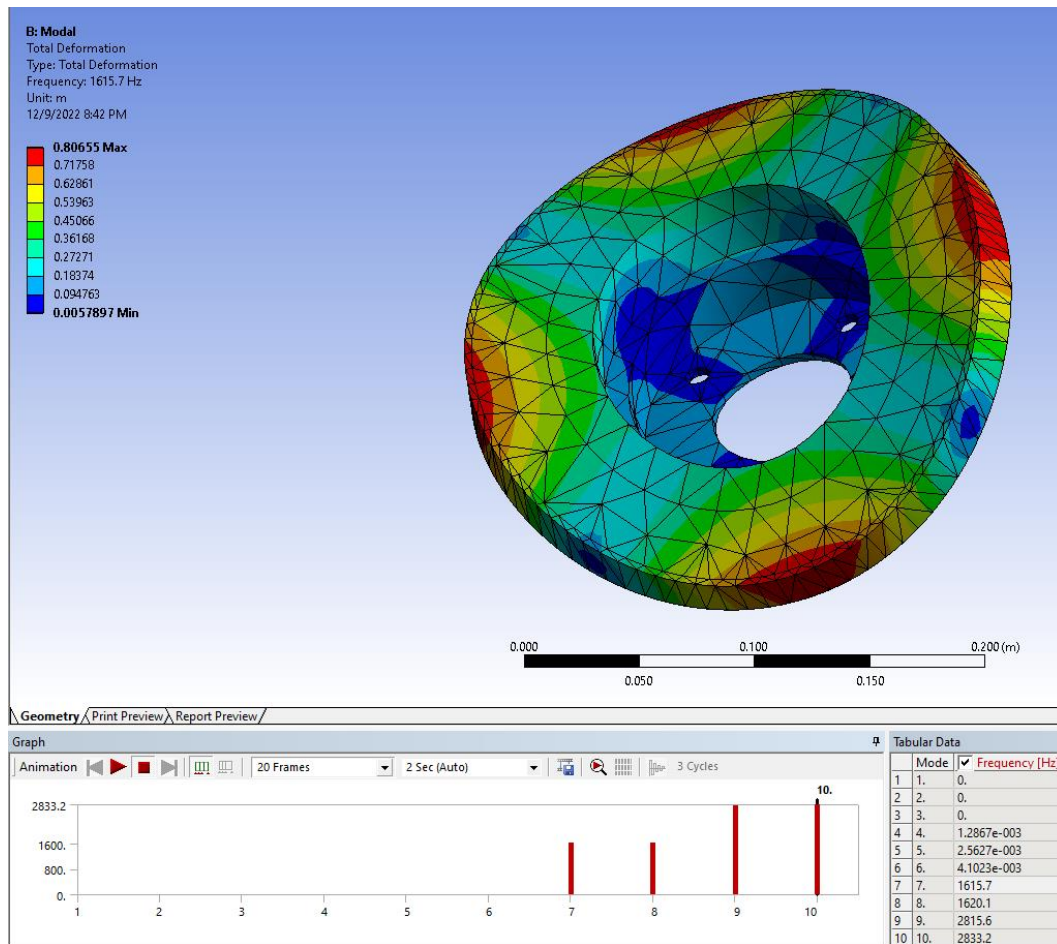 B: Modal
Total Deformation
Type: Total Deformation
Frequency: 1615.7 Hz
Unit: m
12/9/2022 8:42 PM
0.80655 Max
0.71758
0.62861
0.53963
0.45066
0.36168
0.27271
0.18374
0.094763
0.0057897 Min
0.000 0.100 0.200 (m)
0.050 0.150
Geometry Print Preview Report Preview
Graph
Animation 20 Frames 2 Sec (Auto) 3 Cycles
10.
2833.2
1600.
800.
0.
1 2 3 4 5 6 7 8 9 10
Tabular Data
Mode Frequency [Hz]
1 1. 0.
2 2. 0.
3 3. 0.
4 4. 1.2867e-003
5 5. 2.5627e-003
6 6. 4.1023e-003
7 7. 1615.7
8 8. 1620.1
9 9. 2815.6
10 10. 2833.2